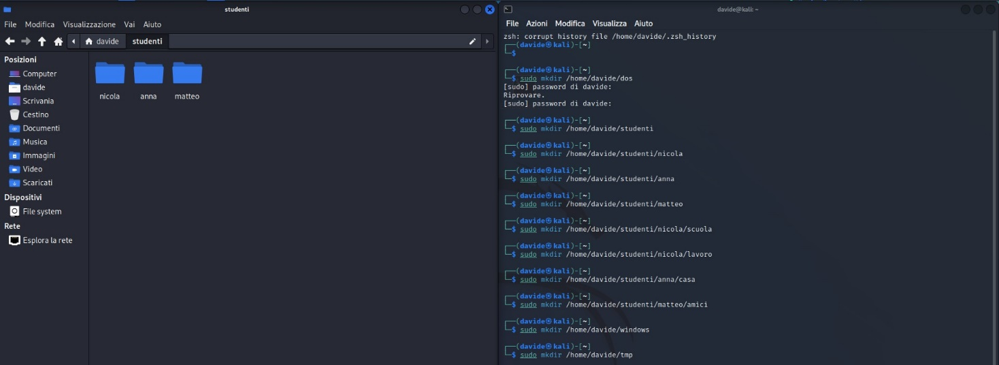 studenti
File Modifica Visualizzazione Vai Aiuto
davide studenti
Posizioni
Computer
davide
Scrivania
Cestino
Documenti
Musica
Immagini
Video
Scaricati
Dispositivi
File system
Rete
Esplora la rete
nicola anna matteo
davide@kali: ~
File Azioni Modifica Visualizza Aiuto
zsh: corrupt history file /home/davide/.zsh_history
┌──(davide㉿kali)-[~]
└─$
┌──(davide㉿kali)-[~]
└─$ sudo mkdir /home/davide/dos
[sudo] password di davide:
Riprovare.
[sudo] password di davide:
┌──(davide㉿kali)-[~]
└─$ sudo mkdir /home/davide/studenti
┌──(davide㉿kali)-[~]
└─$ sudo mkdir /home/davide/studenti/nicola
┌──(davide㉿kali)-[~]
└─$ sudo mkdir /home/davide/studenti/anna
┌──(davide㉿kali)-[~]
└─$ sudo mkdir /home/davide/studenti/matteo
┌──(davide㉿kali)-[~]
└─$ sudo mkdir /home/davide/studenti/nicola/scuola
┌──(davide㉿kali)-[~]
└─$ sudo mkdir /home/davide/studenti/nicola/lavoro
┌──(davide㉿kali)-[~]
└─$ sudo mkdir /home/davide/studenti/anna/casa
┌──(davide㉿kali)-[~]
└─$ sudo mkdir /home/davide/studenti/matteo/amici
┌──(davide㉿kali)-[~]
└─$ sudo mkdir /home/davide/windows
┌──(davide㉿kali)-[~]
└─$ sudo mkdir /home/davide/tmp